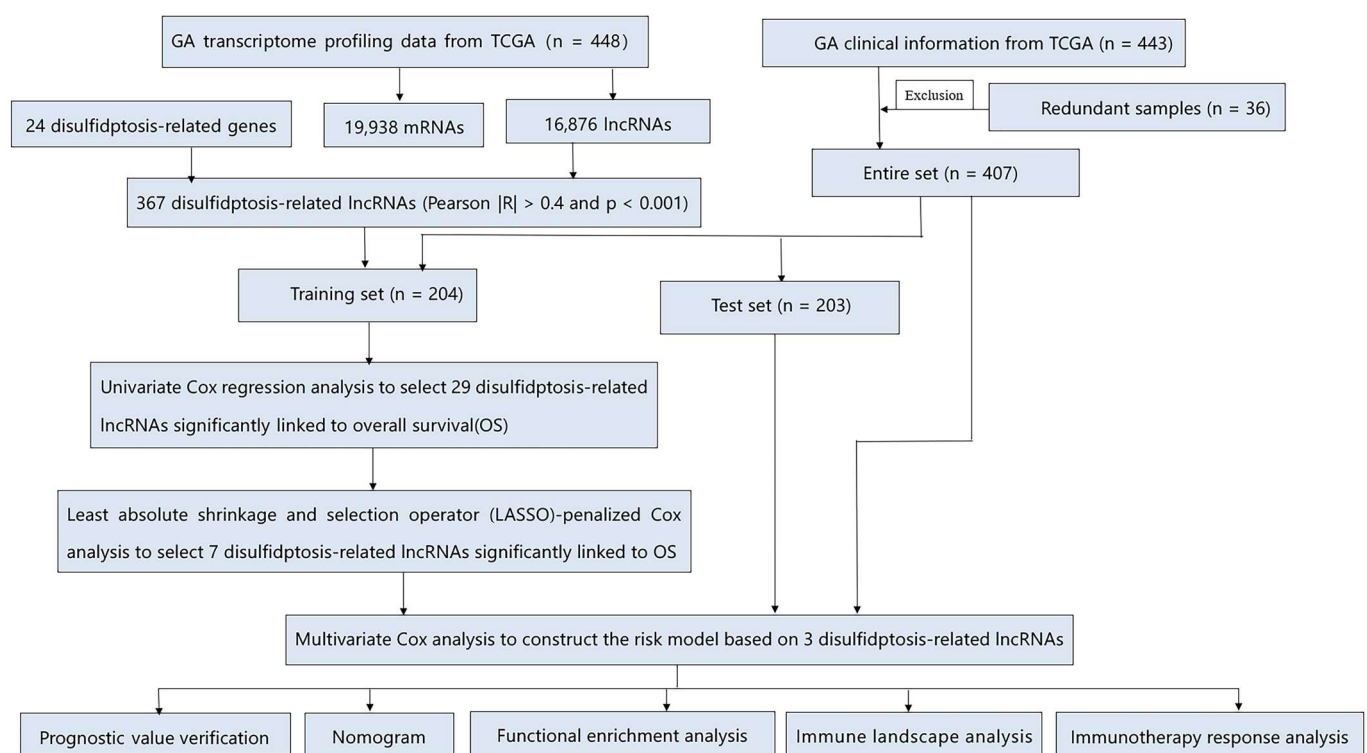 GA transcriptome profiling data from TCGA (n = 448)
GA clinical information from TCGA (n = 443)
Exclusion
Redundant samples (n = 36)
24 disulfidptosis-related genes
19,938 mRNAs
16,876 lncRNAs
Entire set (n = 407)
367 disulfidptosis-related lncRNAs (Pearson |R| > 0.4 and p < 0.001)
Training set (n = 204)
Test set (n = 203)
Univariate Cox regression analysis to select 29 disulfidptosis-related
lncRNAs significantly linked to overall survival(OS)
Least absolute shrinkage and selection operator (LASSO)-penalized Cox
analysis to select 7 disulfidptosis-related lncRNAs significantly linked to OS
Multivariate Cox analysis to construct the risk model based on 3 disulfidptosis-related lncRNAs
Prognostic value verification
Nomogram
Functional enrichment analysis
Immune landscape analysis
Immunotherapy response analysis